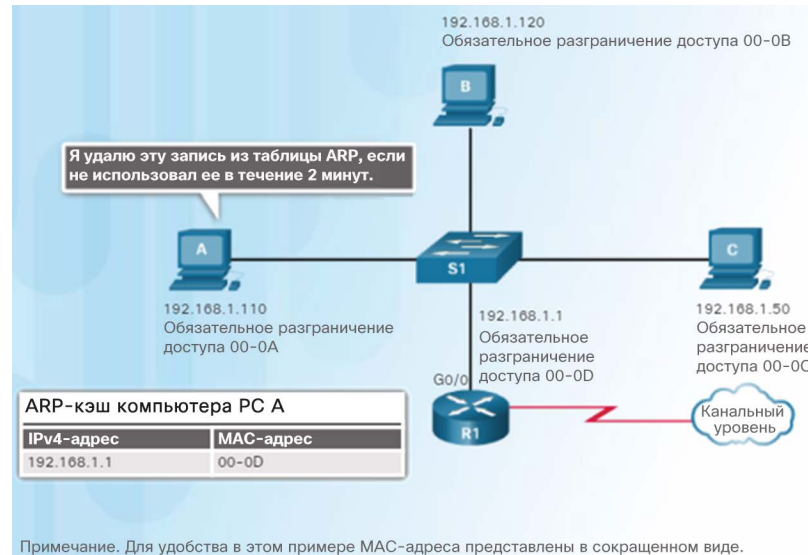 192.168.1.120
Обязательное разграничение доступа 00-0B
B
Я удалю эту запись из таблицы ARP, если
не использовал ее в течение 2 минут.
A
S1
C
192.168.1.110
Обязательное разграничение
доступа 00-0A
192.168.1.1
Обязательное
разграничение
доступа 00-0D
192.168.1.50
Обязательное
разграничение
доступа 00-0C
G0/0
R1
Канальный
уровень
ARP-кэш компьютера PC A
IPv4-адрес MAC-адрес
192.168.1.1 00-0D
Примечание. Для удобства в этом примере MAC-адреса представлены в сокращенном виде.